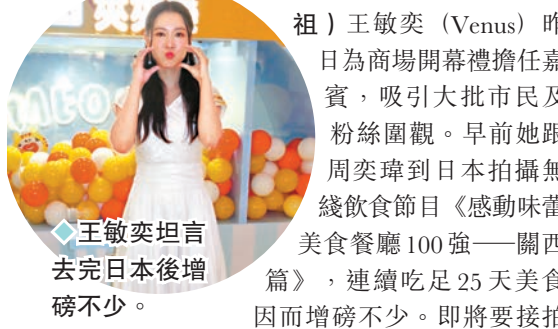 祖）王敏奕（Venus）昨
日為商場開幕禮擔任嘉
賓，吸引大批市民及
粉絲圍觀。早前她跟
周奕瑋到日本拍攝無
綫飲食節目《感動味蕾
美食餐廳100強──關西
篇》，連續吃足25天美食
因而增磅不少。即將要接拍
◆王敏奕坦言
去完日本後增
磅不少。